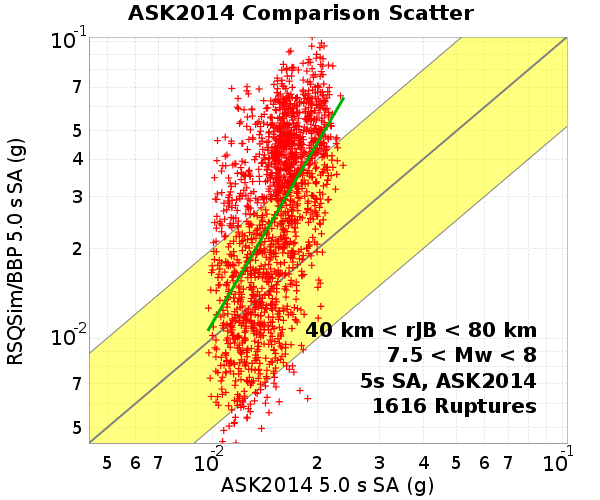 ASK2014 Comparison Scatter
RSQSim/BBP 5.0 s SA (g)
10⁻¹
7
5
4
3
2
10⁻²
7
5
40 km < rJB < 80 km
7.5 < Mw < 8
5s SA, ASK2014
1616 Ruptures
5 6 7 10⁻² 2 3 4 5 6 7 10⁻¹
ASK2014 5.0 s SA (g)